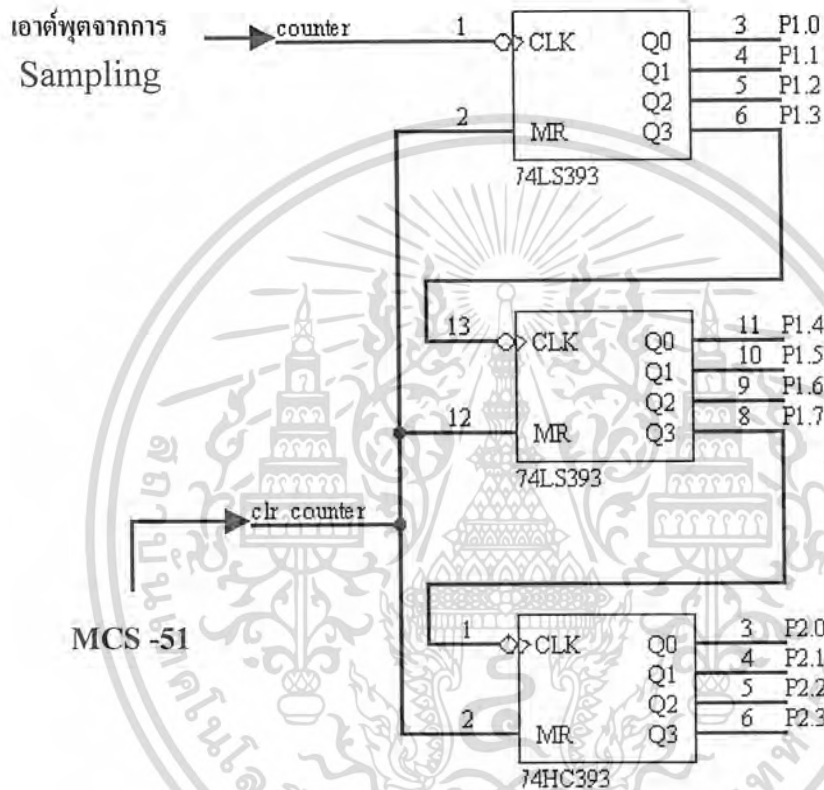 เอาต์พุตจากการ
Sampling
counter
1
CLK
Q0
3
P1.0
Q1
4
P1.1
Q2
5
P1.2
2
MR
Q3
6
P1.3
74LS393
13
CLK
Q0
11
P1.4
Q1
10
P1.5
Q2
9
P1.6
12
MR
Q3
8
P1.7
74LS393
clr counter
MCS -51
1
CLK
Q0
3
P2.0
Q1
4
P2.1
Q2
5
P2.2
2
MR
Q3
6
P2.3
74HC393